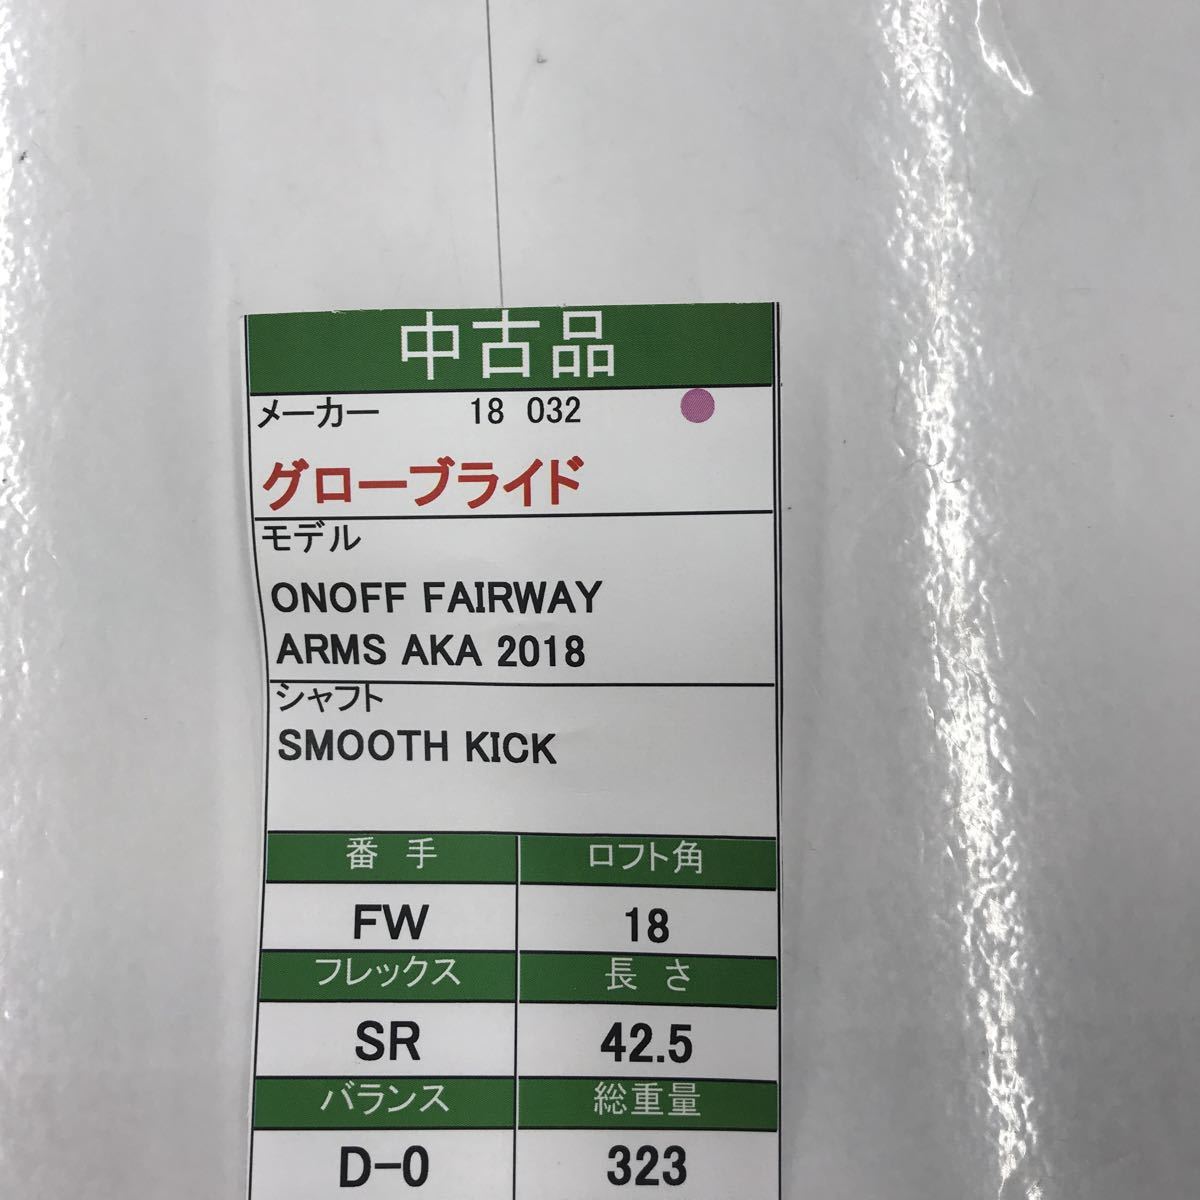 中古品
メーカー 18 032
グローブライド
モデル
ONOFF FAIRWAY
ARMS AKA 2018
シャフト
SMOOTH KICK
番 手 ロフト角
FW 18
フレックス 長 さ
SR 42.5
バランス 総重量
D-0 323